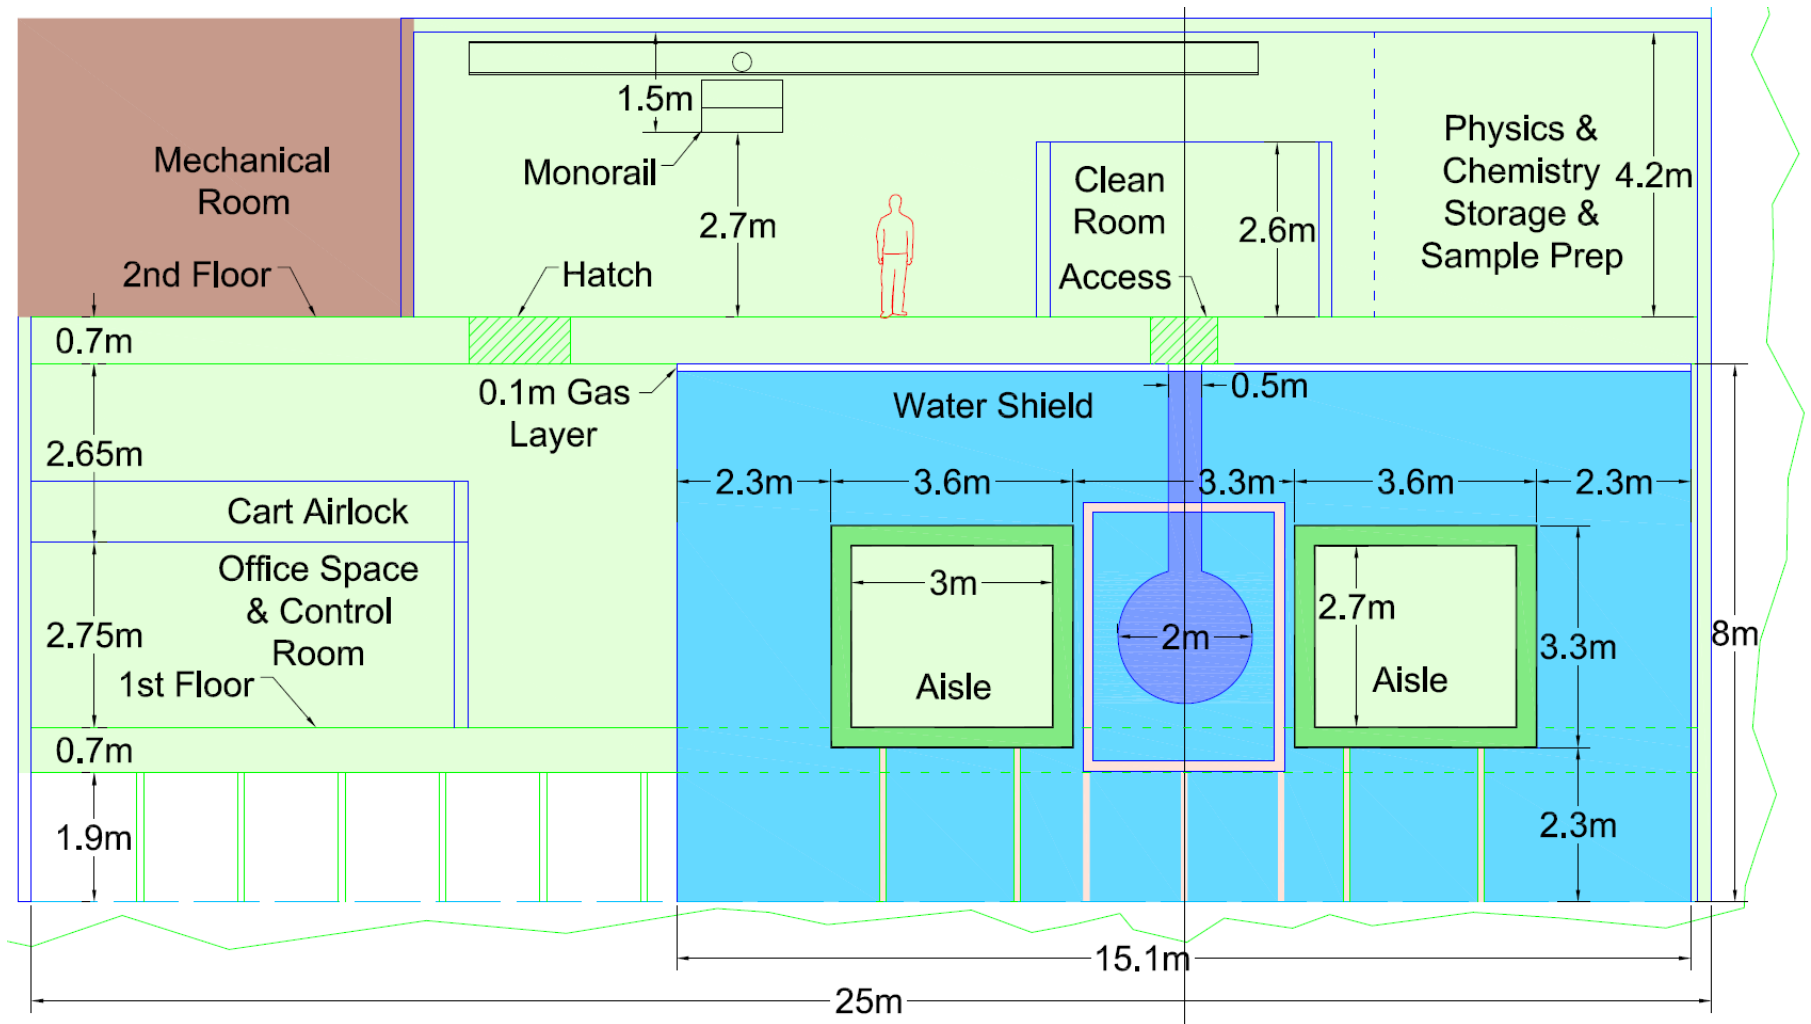 1.5m
Monorail
2.7m
Mechanical
Room
2nd Floor
Hatch
Clean
Room
2.6m
Access
Physics &
Chemistry
Storage &
Sample Prep
4.2m
0.7m
0.1m Gas
Layer
Water Shield
0.5m
2.65m
2.3m
3.6m
3.3m
3.6m
2.3m
Cart Airlock
Office Space
& Control
Room
2.75m
1st Floor
3m
Aisle
2m
2.7m
Aisle
3.3m
8m
0.7m
1.9m
2.3m
15.1m
25m